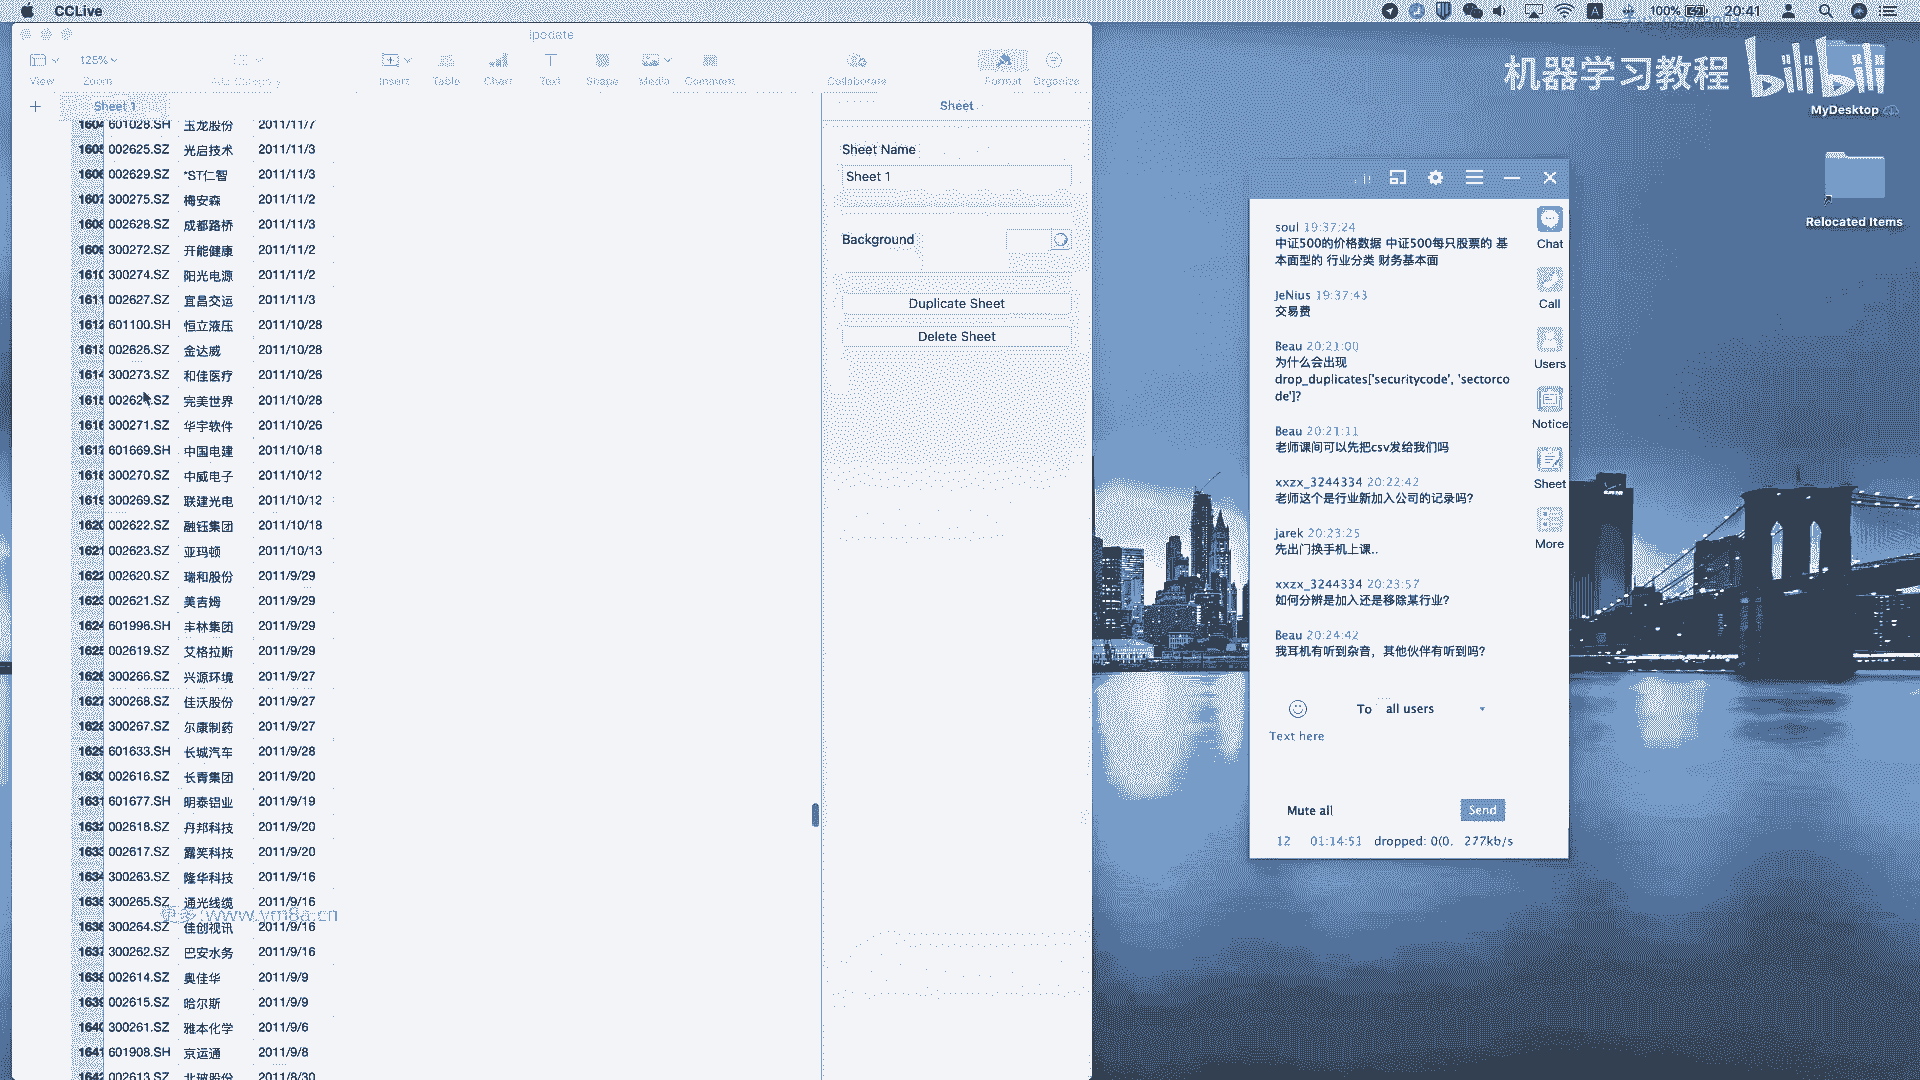 CCLive
100%
20:41
ipodate
125%
View
Zoom
Add Category
Insert
Table
Chart
Text
Shape
Media
Comment
Collaborate
Format
Organize
Sheet 1
Sheet
1604 601028.SH 玉龙股份 2011/11/7
1605 002625.SZ 光启技术 2011/11/3
1606 002629.SZ *ST仁智 2011/11/3
1607 300275.SZ 梅安森 2011/11/2
1608 002628.SZ 成都路桥 2011/11/3
1609 300272.SZ 开能健康 2011/11/2
1610 300274.SZ 阳光电源 2011/11/2
1611 002627.SZ 宜昌交运 2011/11/3
1612 601100.SH 恒立液压 2011/10/28
1613 002626.SZ 金达威 2011/10/28
1614 300273.SZ 和佳医疗 2011/10/26
1615 00262 .SZ 完美世界 2011/10/28
1616 300271.SZ 华宇软件 2011/10/26
1617 601669.SH 中国电建 2011/10/18
1618 300270.SZ 中威电子 2011/10/12
1619 300269.SZ 联建光电 2011/10/12
1620 002622.SZ 融钰集团 2011/10/18
1621 002623.SZ 亚玛顿 2011/10/13
1622 002620.SZ 瑞和股份 2011/9/29
1623 002621.SZ 美吉姆 2011/9/29
1624 601996.SH 丰林集团 2011/9/29
1625 002619.SZ 艾格拉斯 2011/9/29
1626 300266.SZ 兴源环境 2011/9/27
1627 300268.SZ 佳沃股份 2011/9/27
1628 300267.SZ 尔康制药 2011/9/27
1629 601633.SH 长城汽车 2011/9/28
1630 002616.SZ 长青集团 2011/9/20
1631 601677.SH 明泰铝业 2011/9/19
1632 002618.SZ 丹邦科技 2011/9/20
1633 002617.SZ 露笑科技 2011/9/20
1634 300263.SZ 隆华科技 2011/9/16
1635 300265.SZ 通光线缆 2011/9/16
1636 300264.SZ 佳创视讯 2011/9/16
1637 300262.SZ 巴安水务 2011/9/16
1638 002614.SZ 奥佳华 2011/9/9
1639 002615.SZ 哈尔斯 2011/9/9
1640 300261.SZ 雅本化学 2011/9/6
1641 601908.SH 京运通 2011/9/8
1642 002613.SZ 北玻股份 2011/8/30
更多:www.ym8a.cn
Sheet Name
Sheet 1
Background
Duplicate Sheet
Delete Sheet
机器学习教程
bilibili
MyDesktop
Relocated Items
soul 19:37:24
中证500的价格数据 中证500每只股票的 基
本面型的 行业分类 财务基本面
JeNius 19:37:43
交易费
Beau 20:21:00
为什么会出现
drop_duplicates['securitycode', 'sectorco
de']?
Beau 20:21:11
老师课间可以先把csv发给我们吗
xxzx_3244334 20:22:42
老师这个是行业新加入公司的记录吗?
jarek 20:23:25
先出门换手机上课..
xxzx_3244334 20:23:57
如何分辨是加入还是移除某行业?
Beau 20:24:42
我耳机有听到杂音，其他伙伴有听到吗?
Chat
Call
Users
Notice
Sheet
More
To all users
Text here
Mute all
Send
12 01:14:51 dropped: 0(0. 277kb/s